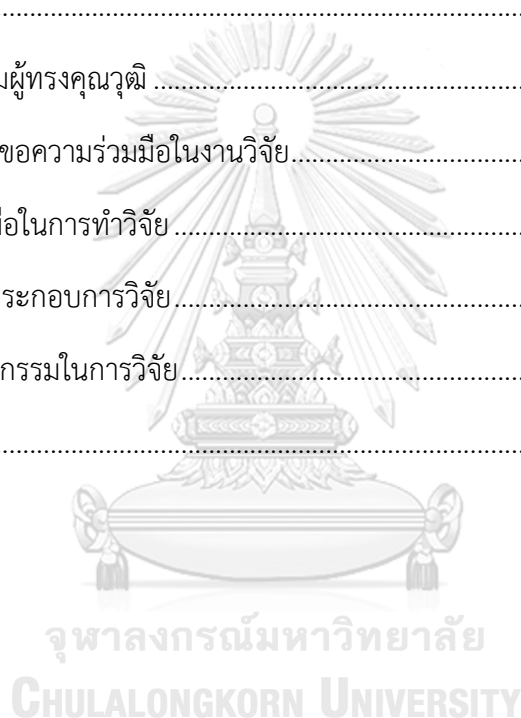 ....................................................................................
มผู้ทรงคุณวุฒิ ............................................................
ขอความร่วมมือในงานวิจัย......................................
มือในการทำวิจัย .........................................................
ระกอบการวิจัย.........................................................
กรรมในการวิจัย........................................................
....................................................................................
จุฬาลงกรณ์มหาวิทยาลัย
CHULALONGKORN UNIVERSITY